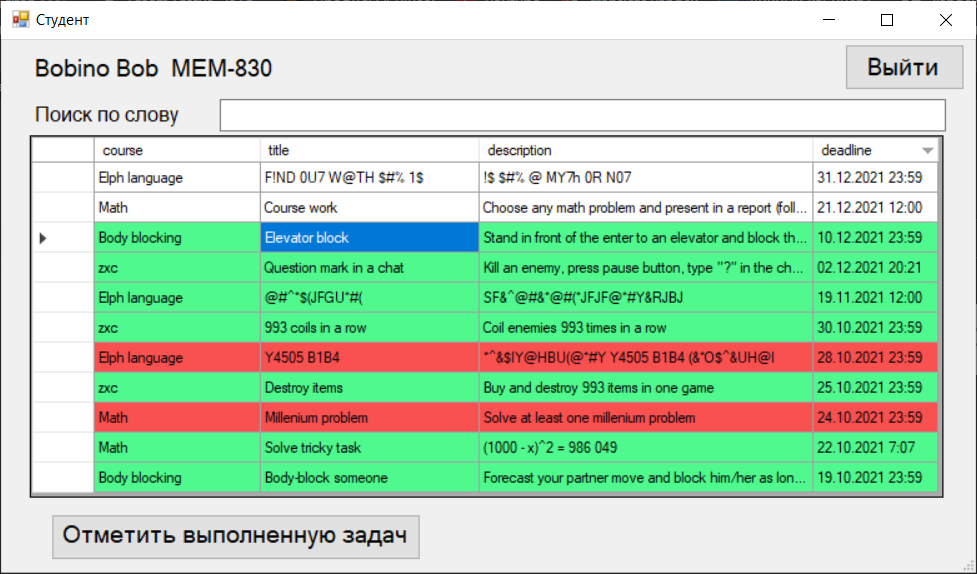 Студент
Bobino Bob MEM-830
Выйти
Поиск по слову
course title description deadline
Elph language F!ND 0U7 W@TH $#% 1$ !$ $#% @ MY7h 0R N07 31.12.2021 23:59
Math Course work Choose any math problem and present in a report (foll... 21.12.2021 12:00
Body blocking Elevator block Stand in front of the enter to an elevator and block th... 10.12.2021 23:59
zxc Question mark in a chat Kill an enemy, press pause button, type "?" in the ch... 02.12.2021 20:21
Elph language @#^*$(JFGU*#( SF&^@#&*@#(*JFJF@*#Y&RJBJ 19.11.2021 12:00
zxc 993 coils in a row Coil enemies 993 times in a row 30.10.2021 23:59
Elph language Y4505 B1B4 *^&$IY@HBU(@*#Y Y4505 B1B4 (&*O$^&UH@I 28.10.2021 23:59
zxc Destroy items Buy and destroy 993 items in one game 25.10.2021 23:59
Math Millenium problem Solve at least one millenium problem 24.10.2021 23:59
Math Solve tricky task (1000 - x)^2 = 986 049 22.10.2021 7:07
Body blocking Body-block someone Forecast your partner move and block him/her as lon... 19.10.2021 23:59
Отметить выполненную задач